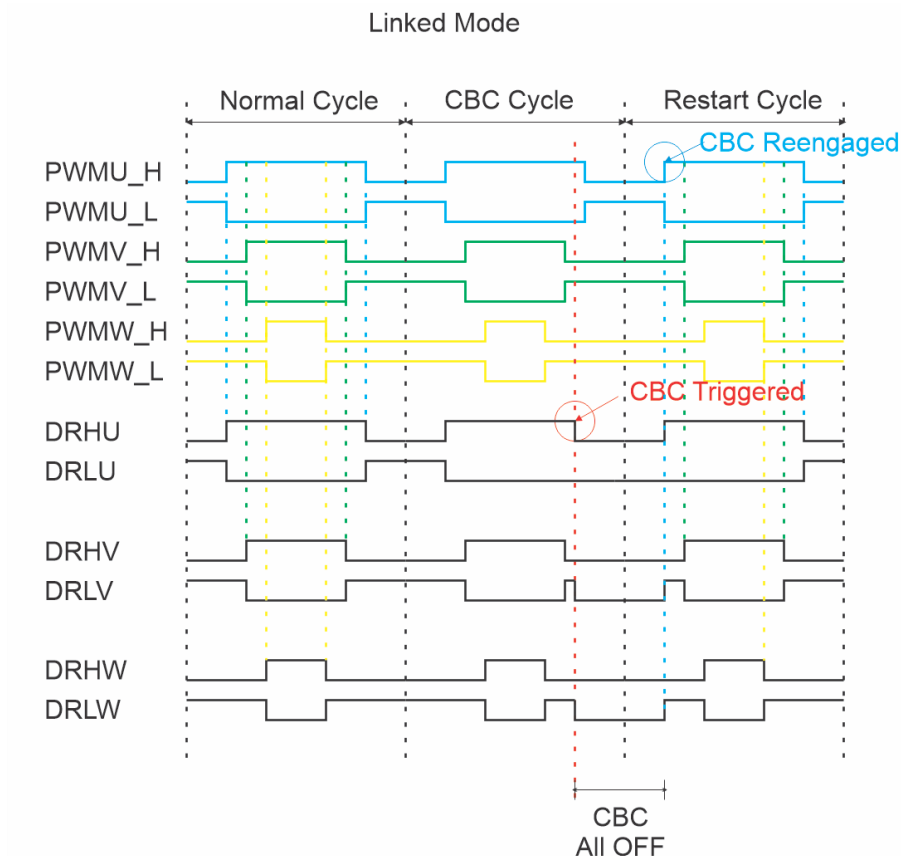 Linked Mode
Normal Cycle
CBC Cycle
Restart Cycle
CBC Reengaged
PWMU_H
PWMU_L
PWMV_H
PWMV_L
PWMW_H
PWMW_L
CBC Triggered
DRHU
DRLU
DRHV
DRLV
DRHW
DRLW
CBC
All OFF